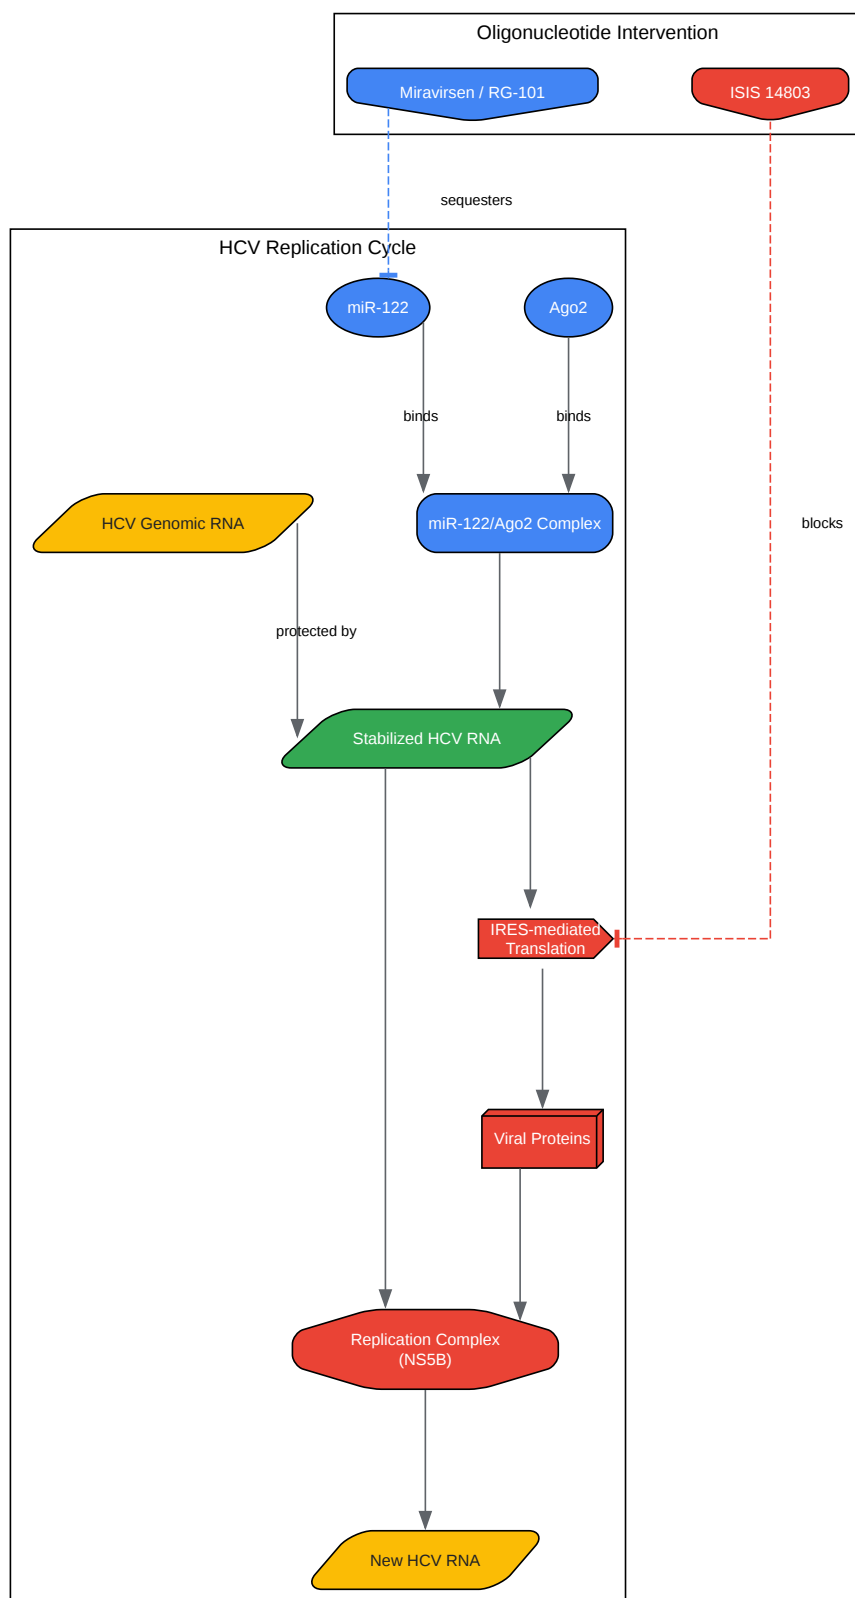 Oligonucleotide Intervention
Miravirsen / RG-101
ISIS 14803
sequesters
HCV Replication Cycle
miR-122
Ago2
binds
binds
HCV Genomic RNA
miR-122/Ago2 Complex
blocks
protected by
Stabilized HCV RNA
IRES-mediated
Translation
Viral Proteins
Replication Complex
(NS5B)
New HCV RNA